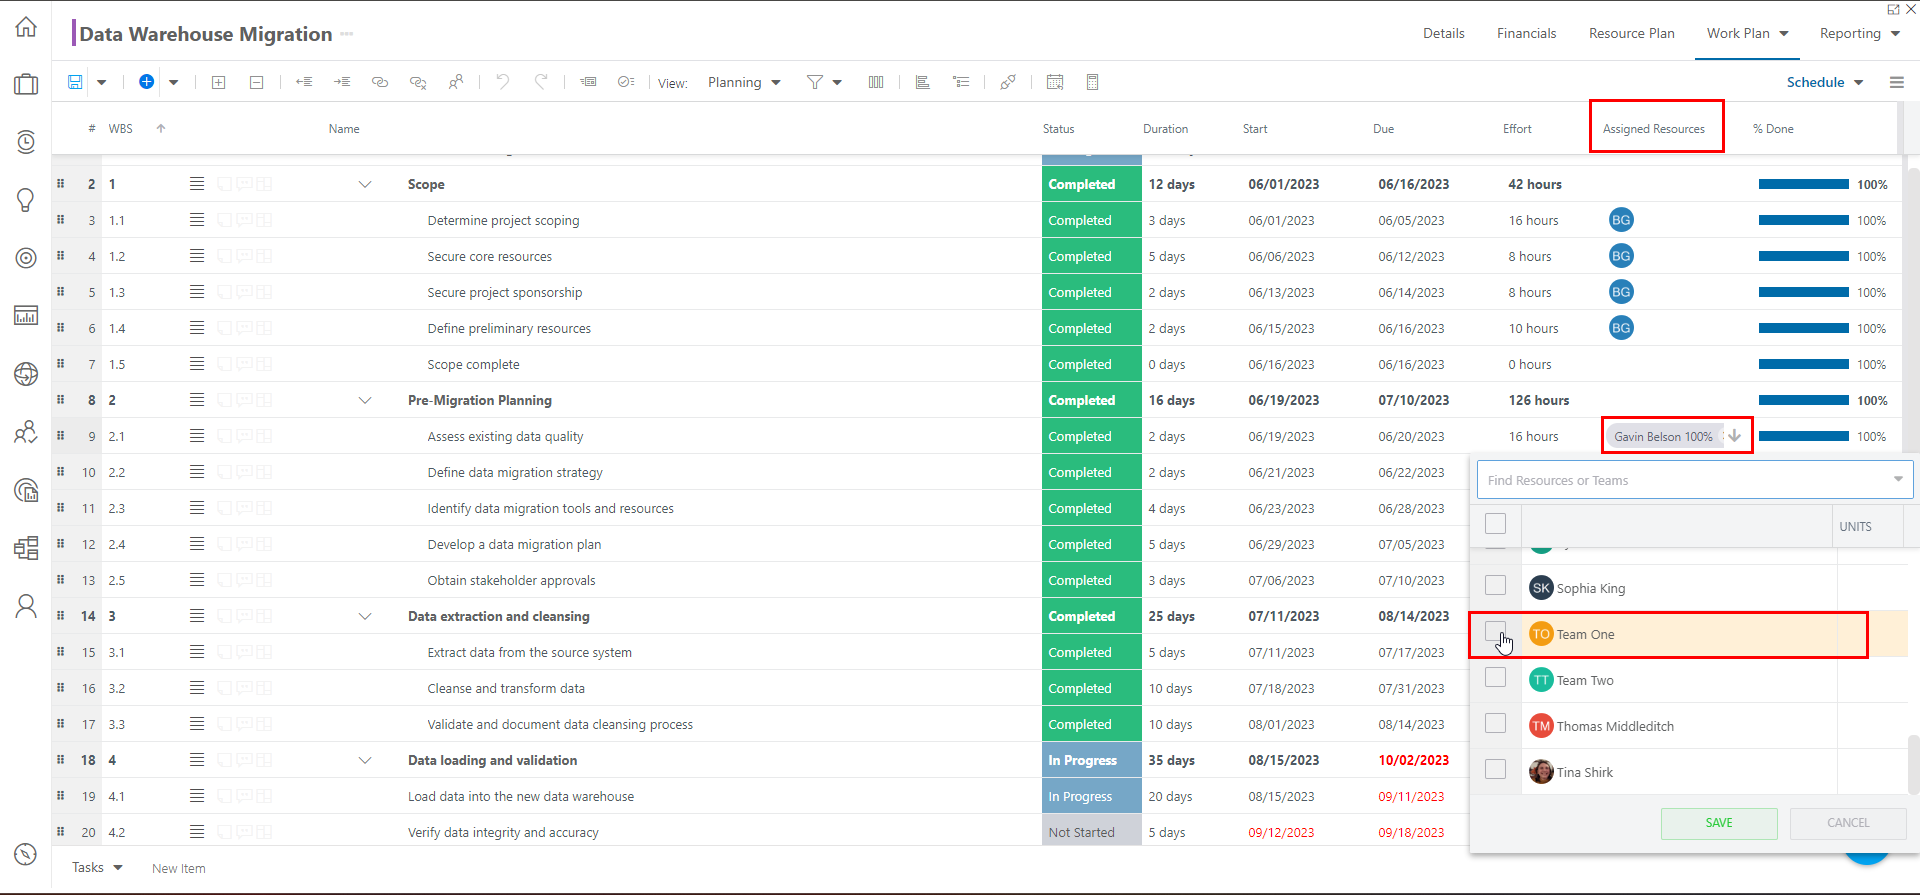 Data Warehouse Migration
Details Financials Resource Plan Work Plan Reporting
View: Planning Schedule
# WBS Name Status Duration Start Due Effort Assigned Resources % Done
2 1 Scope Completed 12 days 06/01/2023 06/16/2023 42 hours 100%
3 1.1 Determine project scoping Completed 3 days 06/01/2023 06/05/2023 16 hours BG 100%
4 1.2 Secure core resources Completed 5 days 06/06/2023 06/12/2023 8 hours BG 100%
5 1.3 Secure project sponsorship Completed 2 days 06/13/2023 06/14/2023 8 hours BG 100%
6 1.4 Define preliminary resources Completed 2 days 06/15/2023 06/16/2023 10 hours BG 100%
7 1.5 Scope complete Completed 0 days 06/16/2023 06/16/2023 0 hours 100%
8 2 Pre-Migration Planning Completed 16 days 06/19/2023 07/10/2023 126 hours 100%
9 2.1 Assess existing data quality Completed 2 days 06/19/2023 06/20/2023 16 hours Gavin Belson 100% 100%
10 2.2 Define data migration strategy Completed 2 days 06/21/2023 06/22/2023
Find Resources or Teams
11 2.3 Identify data migration tools and resources Completed 4 days 06/23/2023 06/28/2023
UNITS
12 2.4 Develop a data migration plan Completed 5 days 06/29/2023 07/05/2023
13 2.5 Obtain stakeholder approvals Completed 3 days 07/06/2023 07/10/2023
SK Sophia King
14 3 Data extraction and cleansing Completed 25 days 07/11/2023 08/14/2023
TO Team One
15 3.1 Extract data from the source system Completed 5 days 07/11/2023 07/17/2023
TT Team Two
16 3.2 Cleanse and transform data Completed 10 days 07/18/2023 07/31/2023
17 3.3 Validate and document data cleansing process Completed 10 days 08/01/2023 08/14/2023
TM Thomas Middleditch
18 4 Data loading and validation In Progress 35 days 08/15/2023 10/02/2023
Tina Shirk
19 4.1 Load data into the new data warehouse In Progress 20 days 08/15/2023 09/11/2023
SAVE CANCEL
20 4.2 Verify data integrity and accuracy Not Started 5 days 09/12/2023 09/18/2023
Tasks New Item